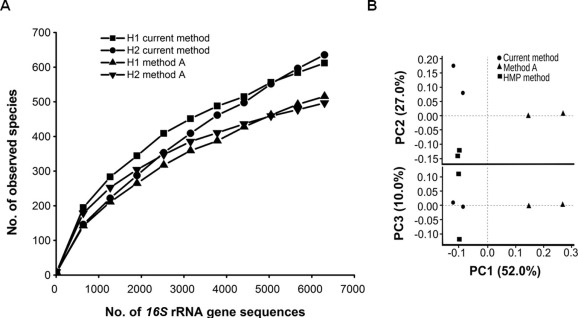 A
B
H1 current method
H2 current method
H1 method A
H2 method A
700
600
500
400
300
200
100
0
No. of observed species
0 1000 2000 3000 4000 5000 6000 7000
No. of 16S rRNA gene sequences
Current method
Method A
HMP method
0.20
0.15
0.10
0.05
0.00
-0.05
-0.10
-0.15
PC2 (27.0%)
0.10
0.05
0.00
-0.05
-0.10
PC3 (10.0%)
-0.1 0.0 0.1 0.2 0.3
PC1 (52.0%)